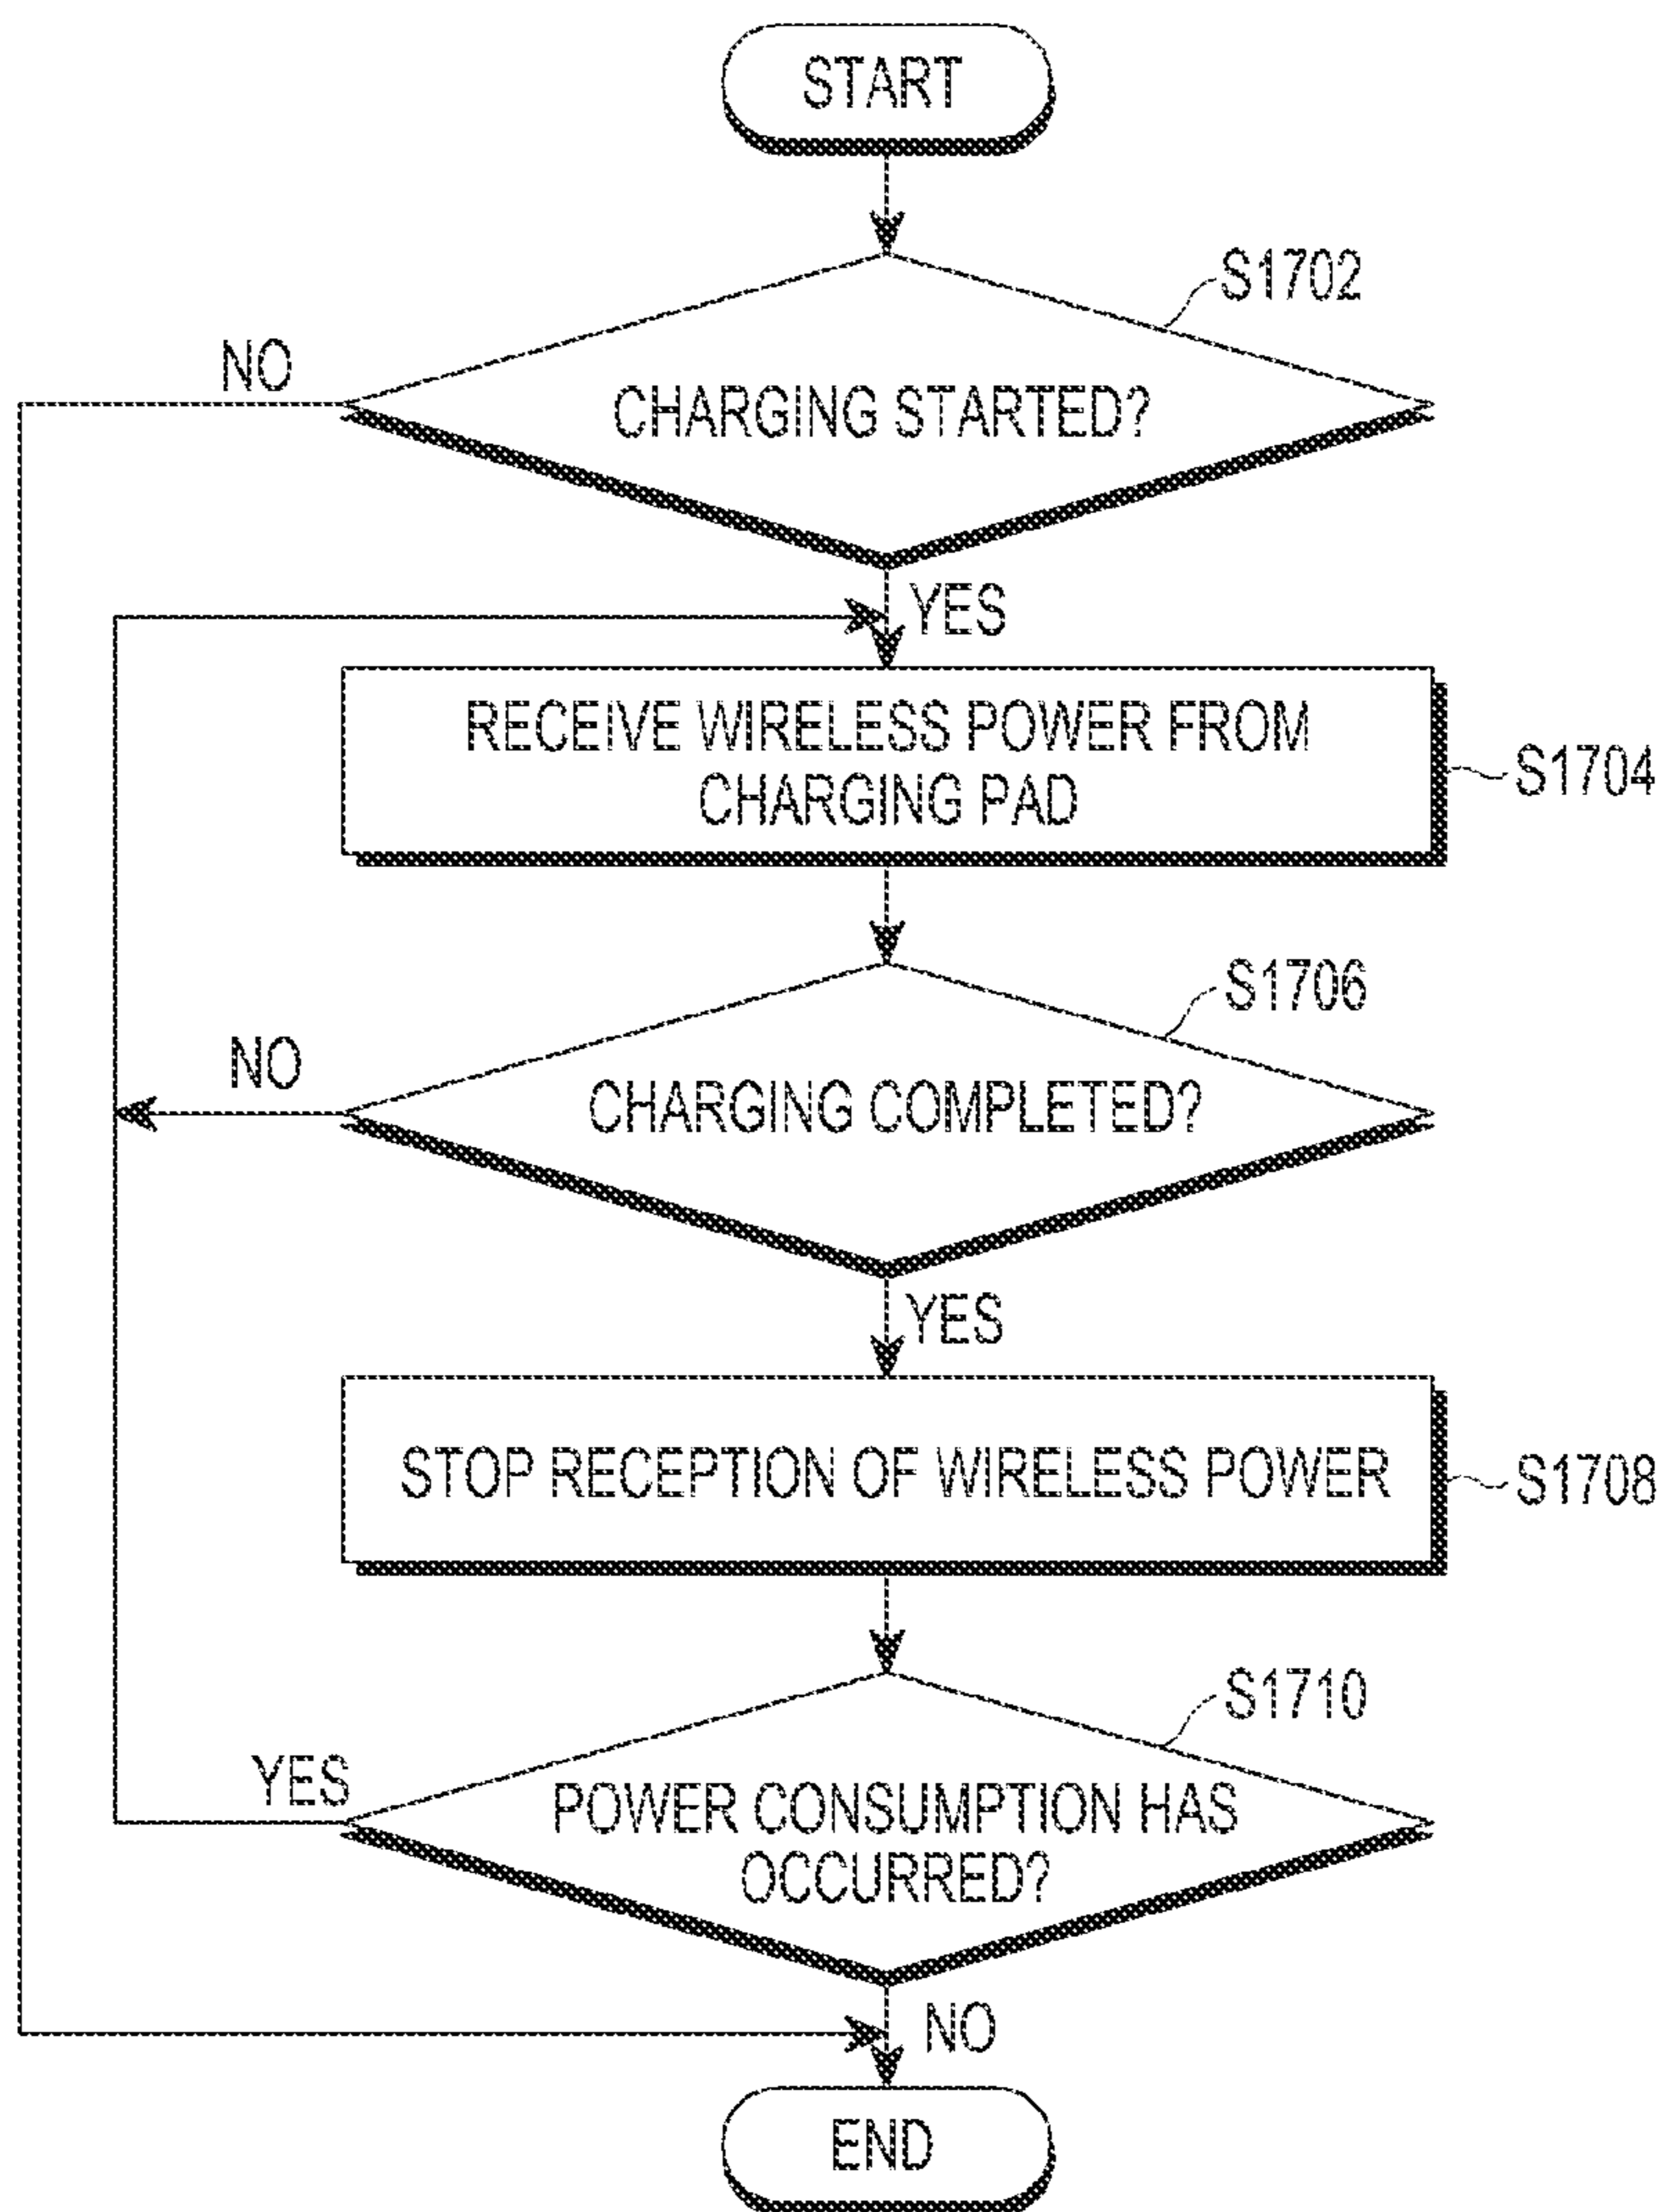 START
S1702
NO
CHARGING STARTED?
YES
RECEIVE WIRELESS POWER FROM
CHARGING PAD
S1704
S1706
NO
CHARGING COMPLETED?
YES
STOP RECEPTION OF WIRELESS POWER
S1708
S1710
YES
POWER CONSUMPTION HAS
OCCURRED?
NO
END